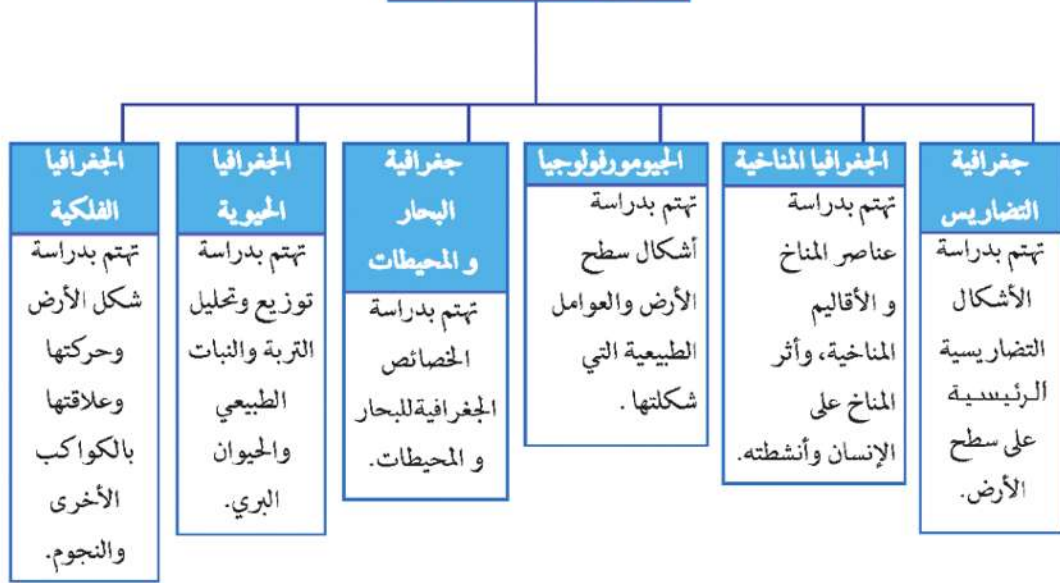 جغرافية
التضاريس
تهتم بدراسة
الأشكال
التضاريسية
الرئيسية
على سطح
الأرض.
الجغرافيا المناخية
تهتم بدراسة
عناصر المناخ
و الأقاليم
المناخية، وأثر
المناخ على
الإنسان وأنشطته.
الجيومورفولوجيا
تهتم بدراسة
أشكال سطح
الأرض والعوامل
الطبيعية التي
شكلتها .
جغرافية
البحار
و المحيطات
تهتم بدراسة
الخصائص
الجغرافية للبحار
و المحيطات.
الجغرافيا
الحيوية
تهتم بدراسة
توزيع وتحليل
التربة والنبات
الطبيعي
والحيوان
البري.
الجغرافيا
الفلكية
تهتم بدراسة
شكل الأرض
وحركتها
وعلاقتها
بالكواكب
الأخرى
والنجوم.